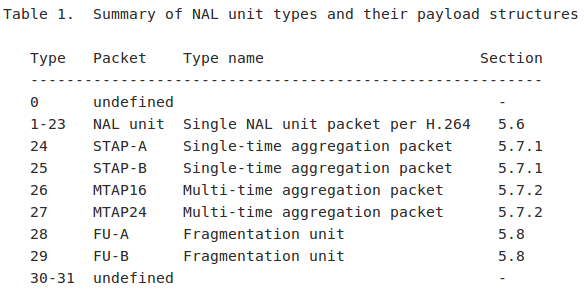 Table 1.  Summary of NAL unit types and their payload structures
Type   Packet    Type name                        Section
---------------------------------------------------------
0      undefined                                    -
1-23   NAL unit  Single NAL unit packet per H.264   5.6
24     STAP-A    Single-time aggregation packet     5.7.1
25     STAP-B    Single-time aggregation packet     5.7.1
26     MTAP16    Multi-time aggregation packet      5.7.2
27     MTAP24    Multi-time aggregation packet      5.7.2
28     FU-A      Fragmentation unit                 5.8
29     FU-B      Fragmentation unit                 5.8
30-31  undefined                                    -